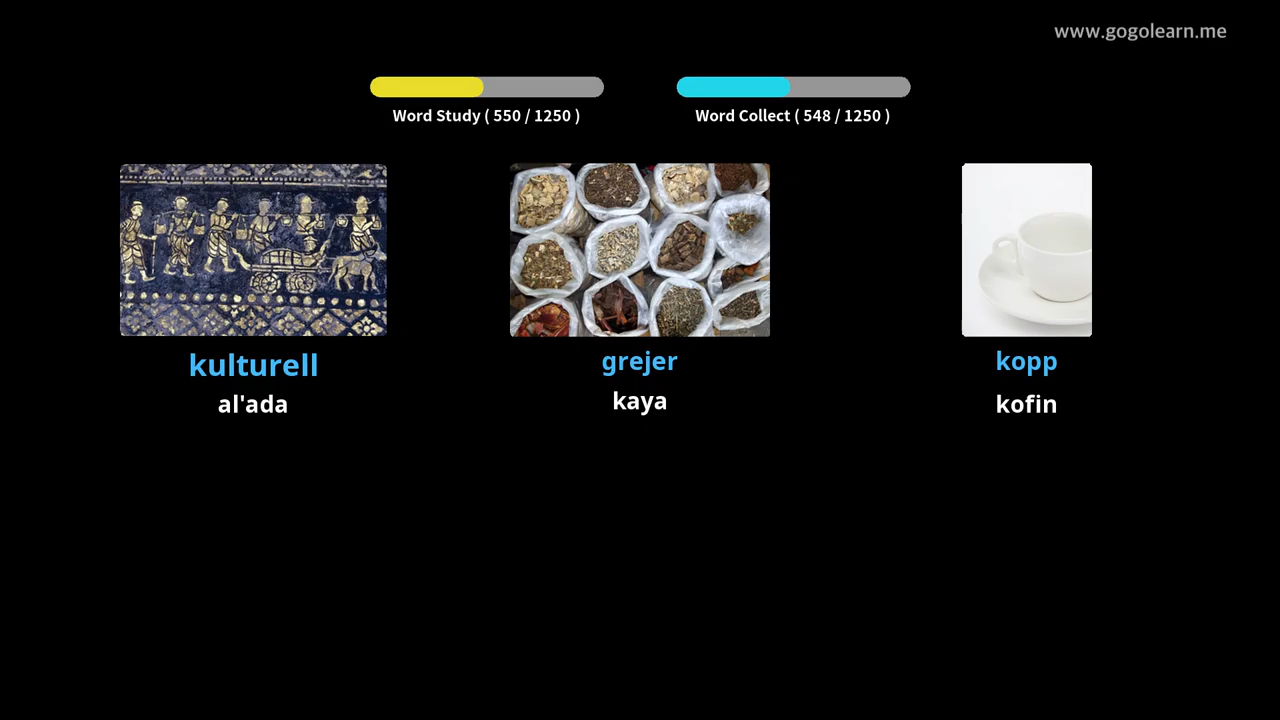 www.gogolearn.me
Word Study ( 550 / 1250 )
Word Collect ( 548 / 1250 )
kulturell
al'ada
grejer
kaya
kopp
kofin